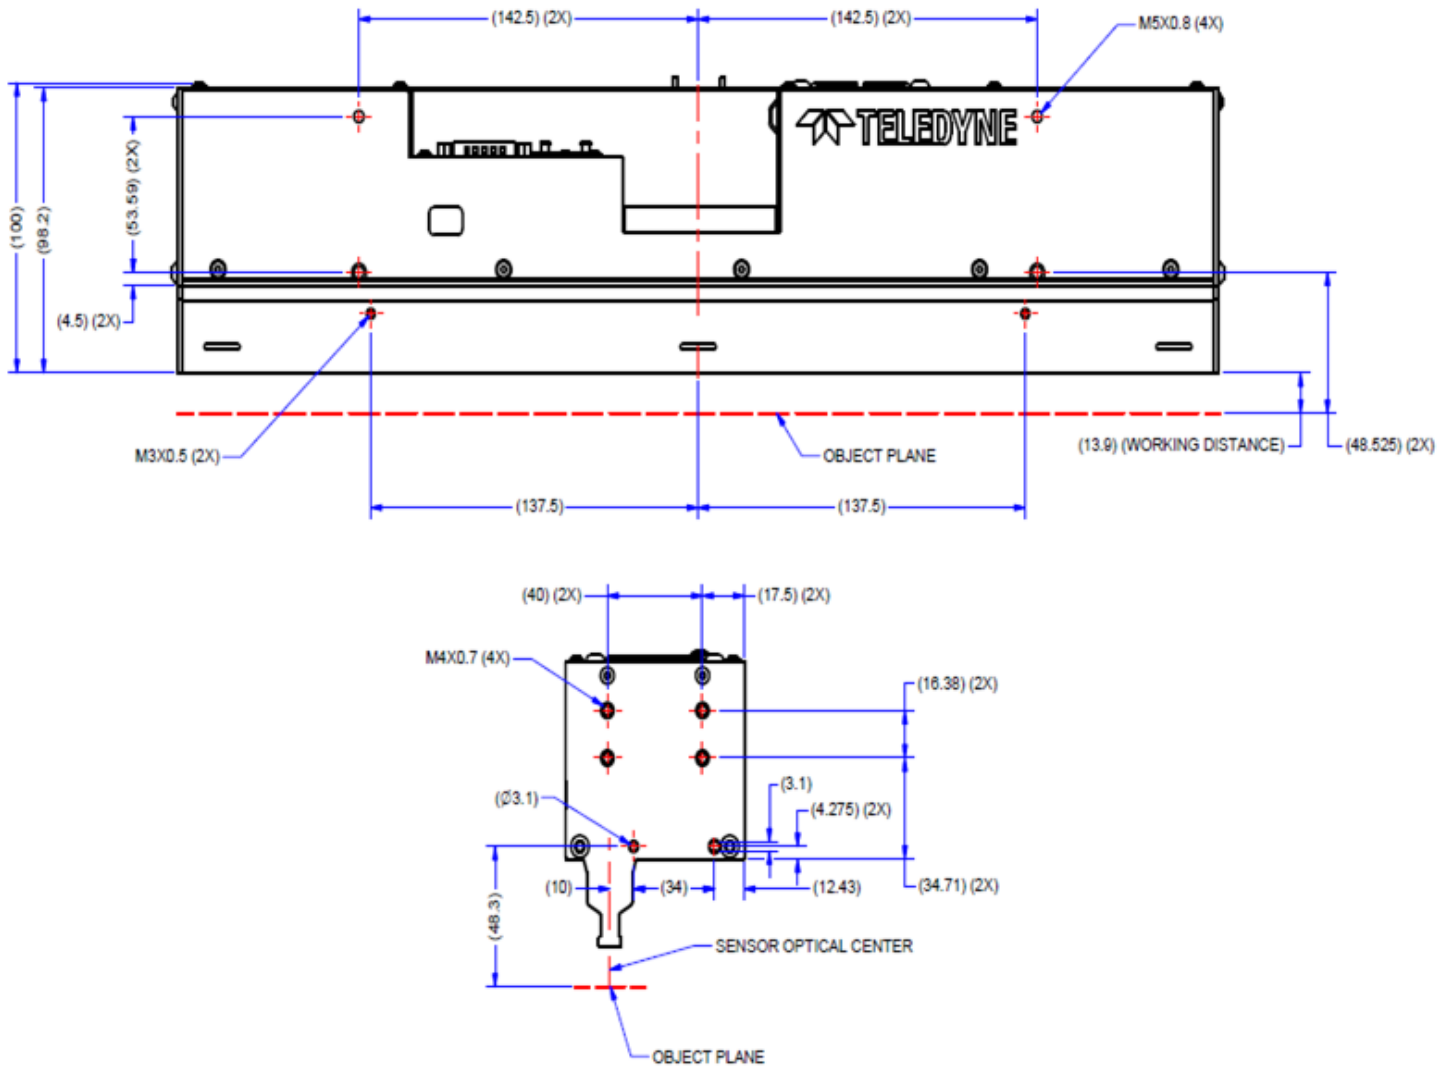 (142.5) (2X)
(142.5) (2X)
M5X0.8 (4X)
TELEDYNE
(100)
(98.2)
(53.59) (2X)
(4.5) (2X)
M3X0.5 (2X)
OBJECT PLANE
(13.9) (WORKING DISTANCE)
(48.525) (2X)
(137.5)
(137.5)
(40) (2X)
(17.5) (2X)
M4X0.7 (4X)
(16.38) (2X)
(3.1)
(Ø3.1)
(4.275) (2X)
(10)
(34)
(12.43)
(34.71) (2X)
(48.3)
SENSOR OPTICAL CENTER
OBJECT PLANE